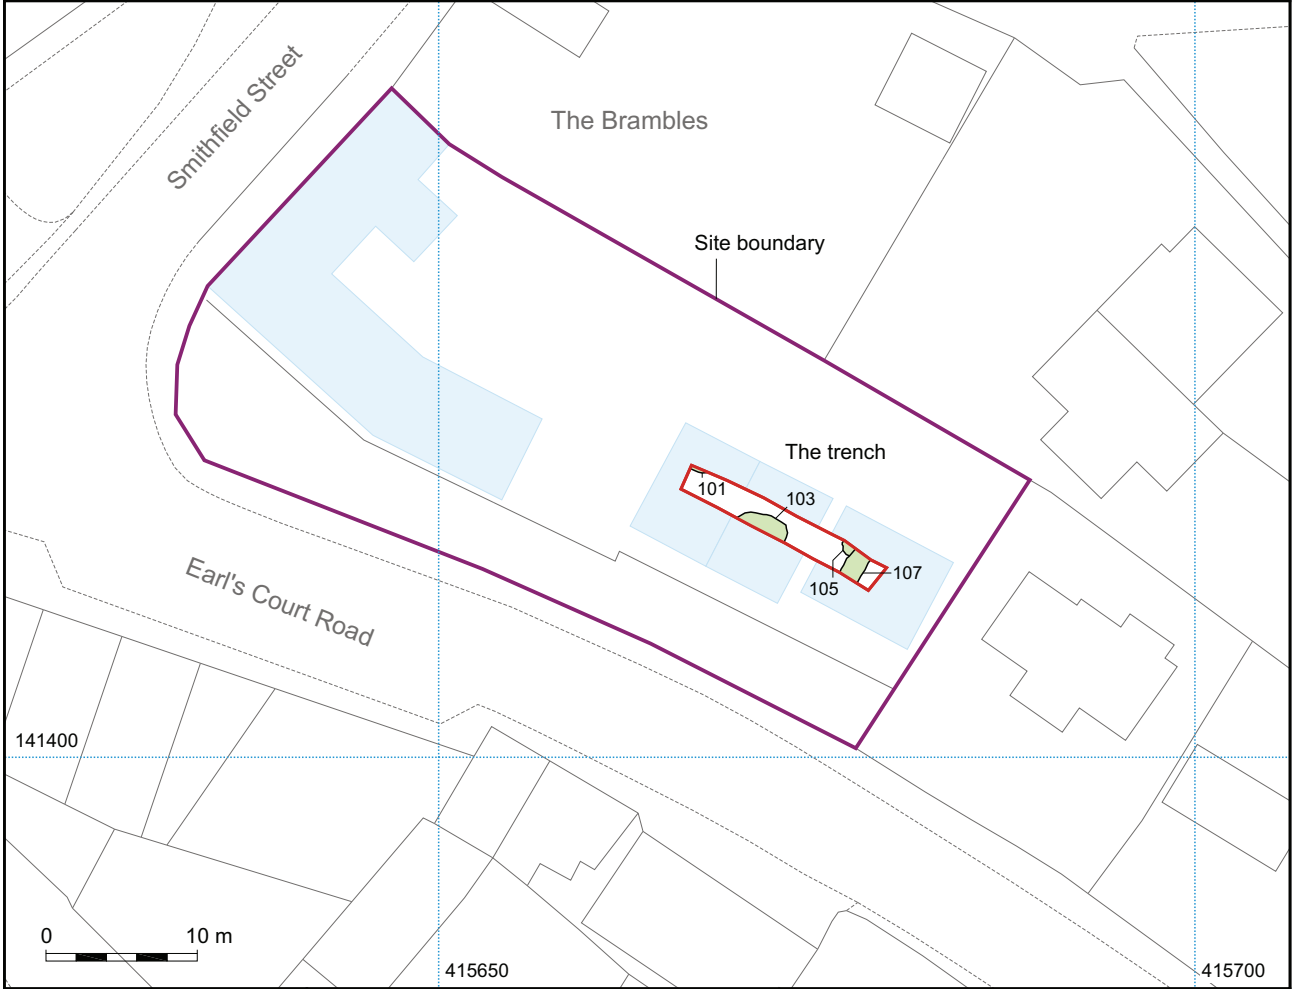 Smithfield Street
The Brambles
Site boundary
The trench
101
103
105
107
Earl's Court Road
141400
0 10 m
415650
415700